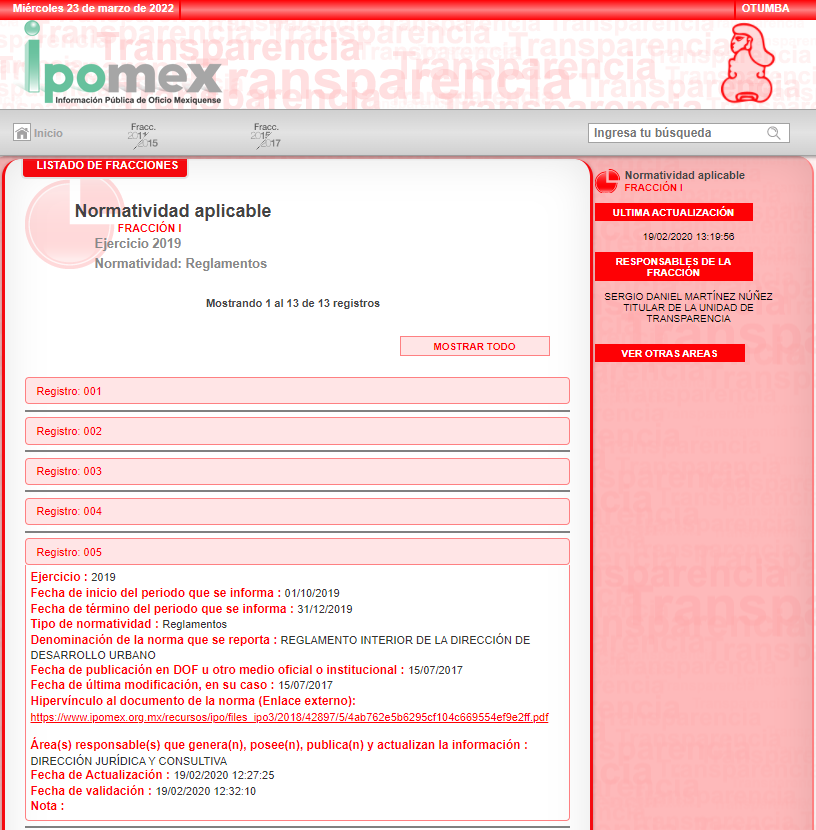 Miércoles 23 de marzo de 2022
OTUMBA
ipomex
Información Pública de Oficio Mexiquense
Inicio
Fracc.
2015
Fracc.
2017
Ingresa tu búsqueda
LISTADO DE FRACCIONES
Normatividad aplicable
FRACCIÓN I
Ejercicio 2019
Normatividad: Reglamentos
Mostrando 1 al 13 de 13 registros
MOSTRAR TODO
Registro: 001
Registro: 002
Registro: 003
Registro: 004
Registro: 005
Ejercicio : 2019
Fecha de inicio del periodo que se informa : 01/10/2019
Fecha de término del periodo que se informa : 31/12/2019
Tipo de normatividad : Reglamentos
Denominación de la norma que se reporta : REGLAMENTO INTERIOR DE LA DIRECCIÓN DE
DESARROLLO URBANO
Fecha de publicación en DOF u otro medio oficial o institucional : 15/07/2017
Fecha de última modificación, en su caso : 15/07/2017
Hipervínculo al documento de la norma (Enlace externo):
https://www.ipomex.org.mx/recursos/ipo/files_ipo3/2018/42897/5/4ab762e5b6295cf104c669554ef9e2ff.pdf
Área(s) responsable(s) que genera(n), posee(n), publica(n) y actualizan la información :
DIRECCIÓN JURÍDICA Y CONSULTIVA
Fecha de Actualización : 19/02/2020 12:27:25
Fecha de validación : 19/02/2020 12:32:10
Nota :
Normatividad aplicable
FRACCIÓN I
ULTIMA ACTUALIZACIÓN
19/02/2020 13:19:56
RESPONSABLES DE LA
FRACCIÓN
SERGIO DANIEL MARTÍNEZ NÚÑEZ
TITULAR DE LA UNIDAD DE
TRANSPARENCIA
VER OTRAS AREAS